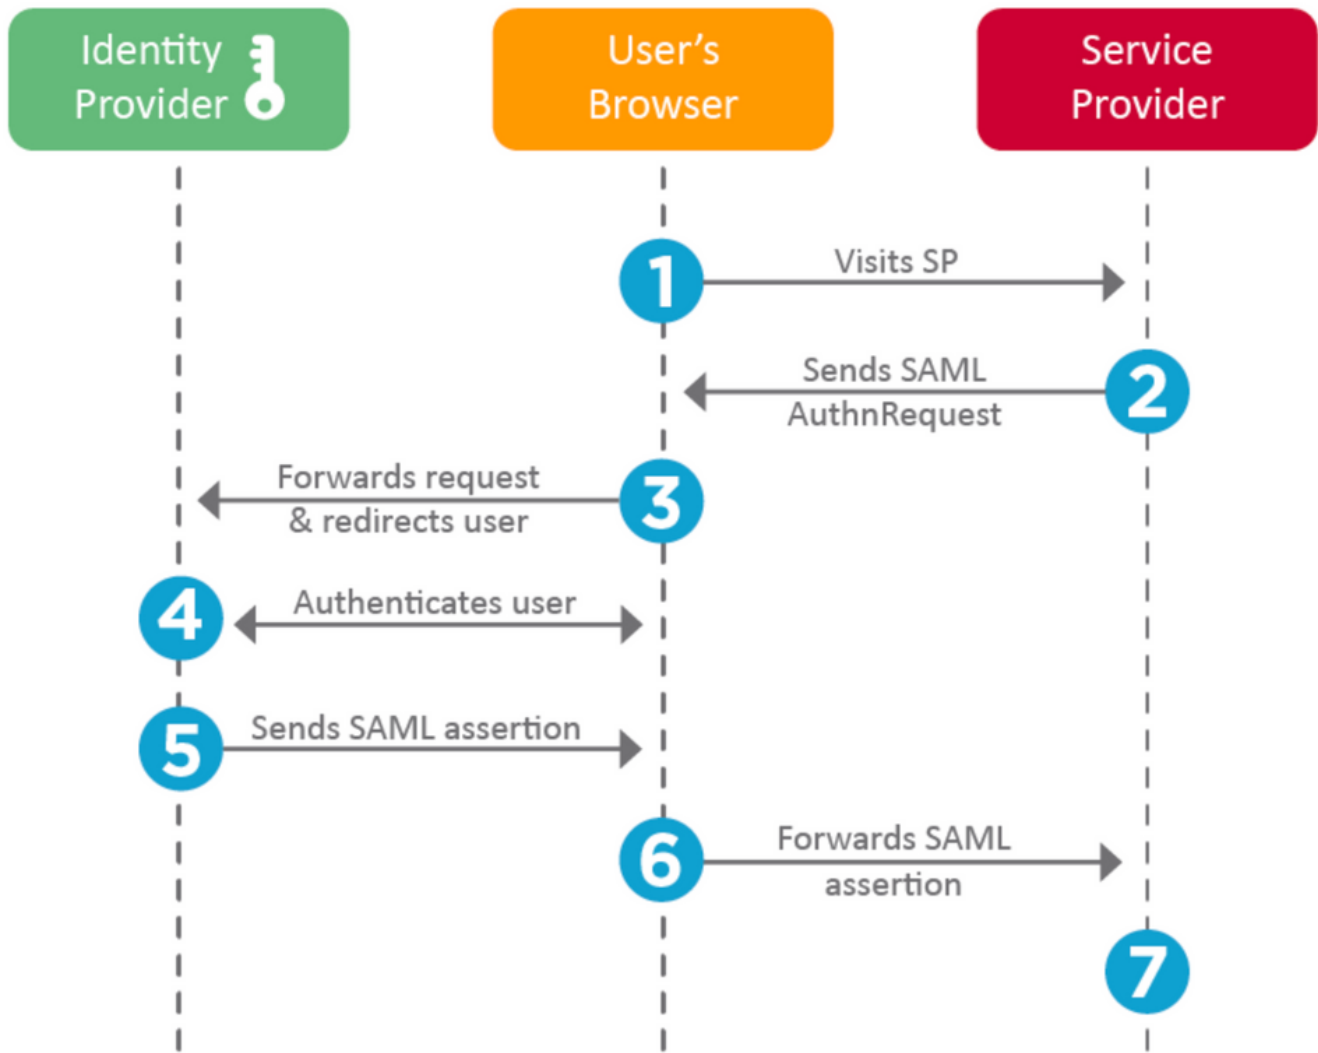 Identity
Provider
User's
Browser
Service
Provider
1
Visits SP
Sends SAML
AuthnRequest
2
Forwards request
& redirects user
3
4
Authenticates user
5
Sends SAML assertion
6
Forwards SAML
assertion
7